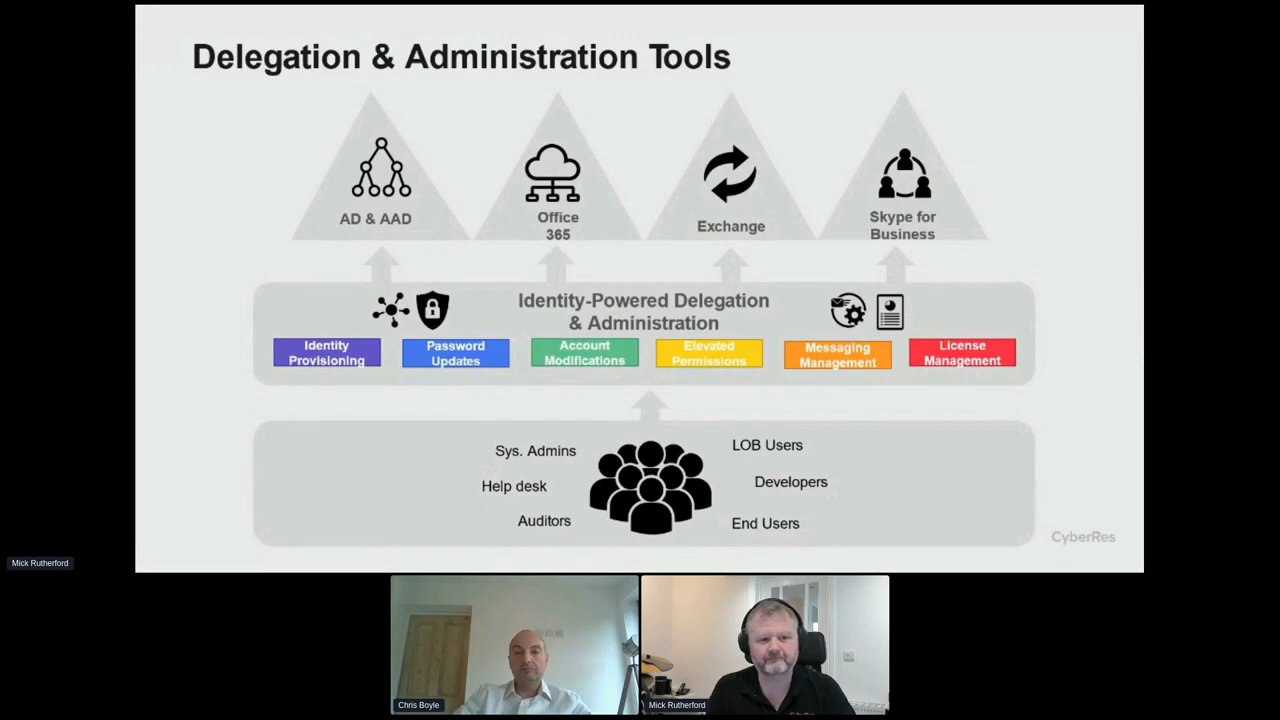 Delegation & Administration Tools
AD & AAD
Office
365
Exchange
Skype for
Business
Identity-Powered Delegation
& Administration
Identity
Provisioning
Password
Updates
Account
Modifications
Elevated
Permissions
Messaging
Management
License
Management
Sys. Admins
LOB Users
Help desk
Developers
Auditors
End Users
CyberRes
Mick Rutherford
Chris Boyle
Mick Rutherford